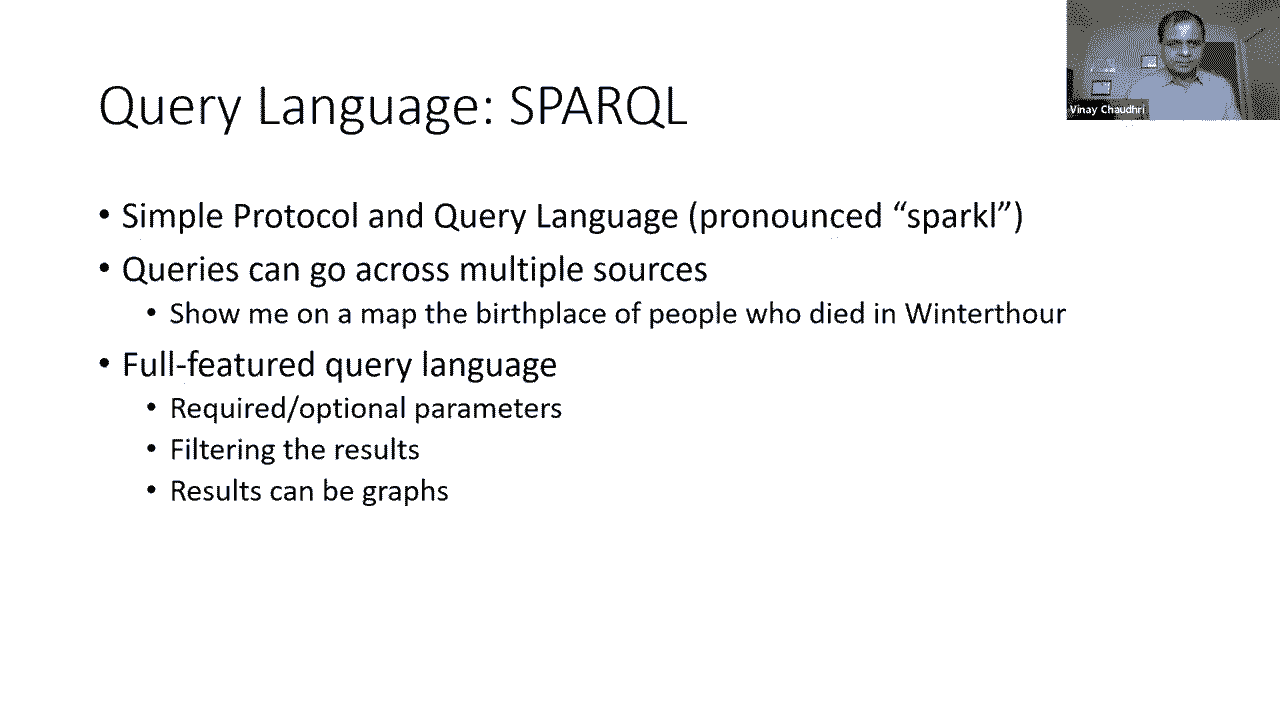 Query Language: SPARQL
Vinay Chaudhri
• Simple Protocol and Query Language (pronounced “sparkl”)
• Queries can go across multiple sources
• Show me on a map the birthplace of people who died in Winterthour
• Full-featured query language
• Required/optional parameters
• Filtering the results
• Results can be graphs